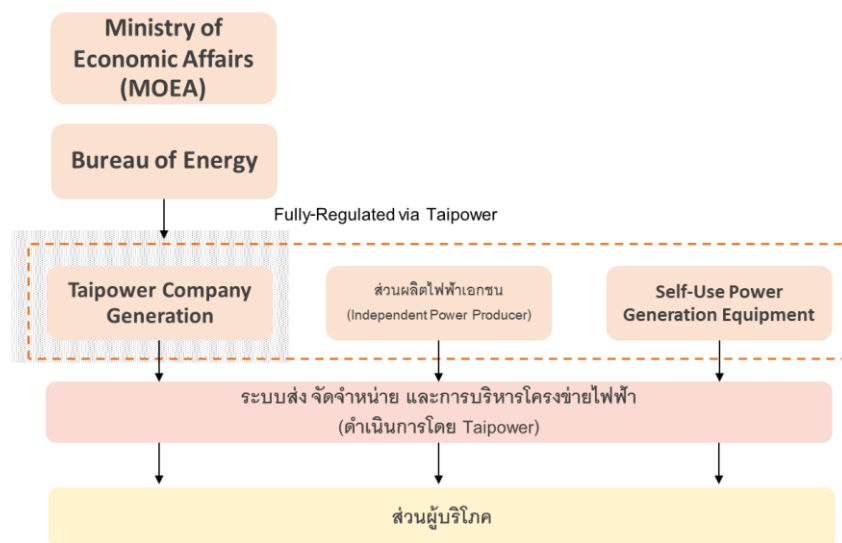 Ministry of
Economic Affairs
(MOEA)
Bureau of Energy
Fully-Regulated via Taipower
Taipower Company
Generation
ส่วนผลิตไฟฟ้าเอกชน
(Independent Power Producer)
Self-Use Power
Generation Equipment
ระบบส่ง จัดจำหน่าย และการบริหารโครงข่ายไฟฟ้า
(ดำเนินการโดย Taipower)
ส่วนผู้บริโภค